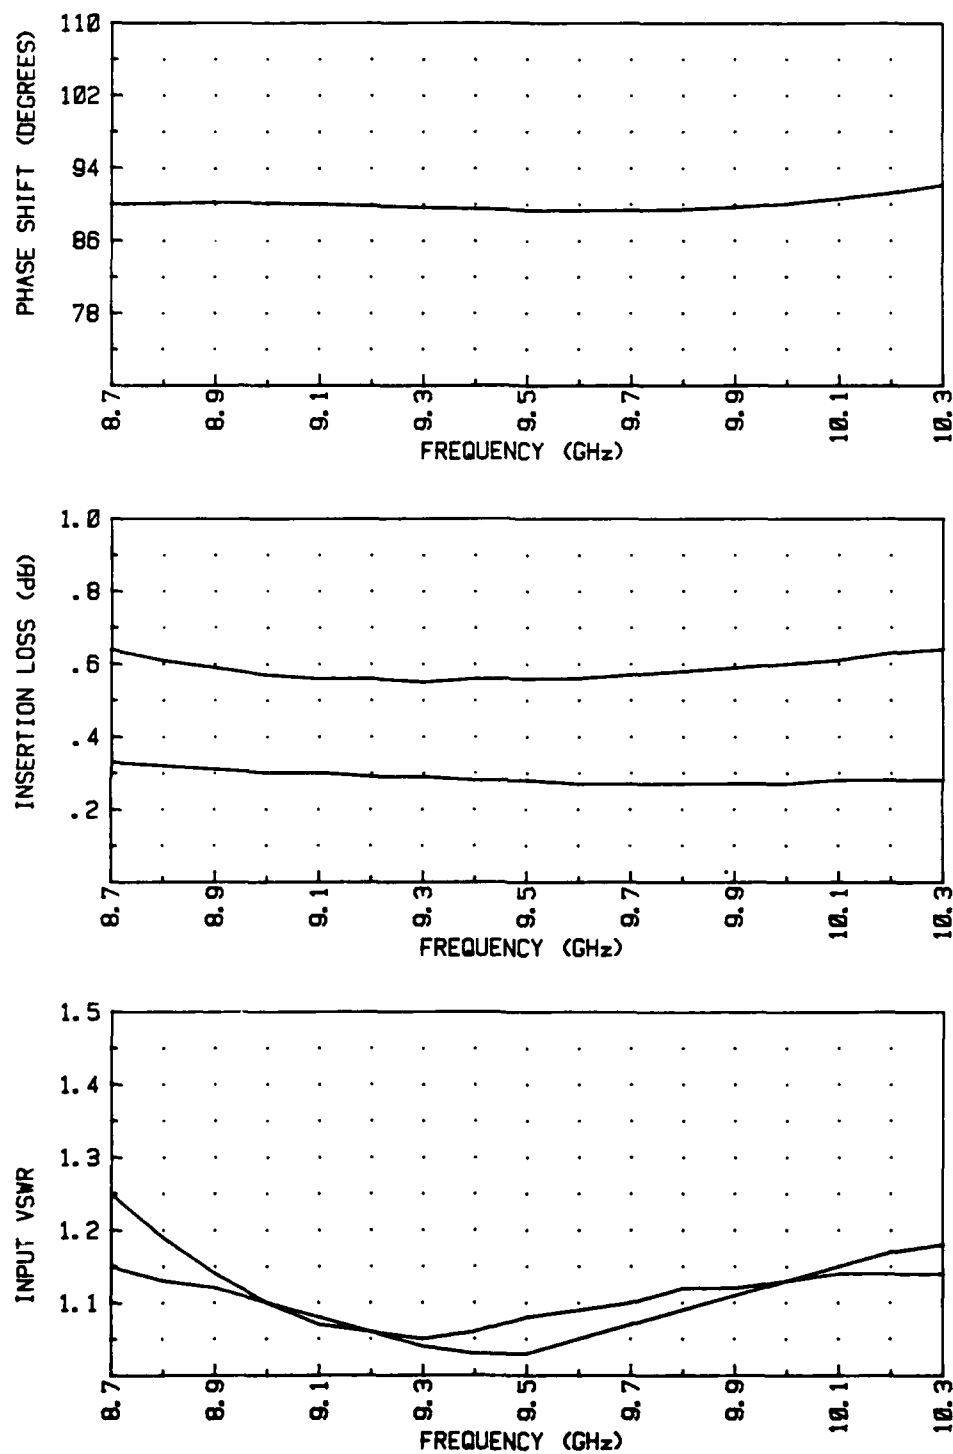 PHASE SHIFT (DEGREES)
110
102
94
86
78
8.7 8.9 9.1 9.3 9.5 9.7 9.9 10.1 10.3
FREQUENCY (GHz)
INSERTION LOSS (dB)
1.0
.8
.6
.4
.2
8.7 8.9 9.1 9.3 9.5 9.7 9.9 10.1 10.3
FREQUENCY (GHz)
INPUT VSWR
1.5
1.4
1.3
1.2
1.1
8.7 8.9 9.1 9.3 9.5 9.7 9.9 10.1 10.3
FREQUENCY (GHz)